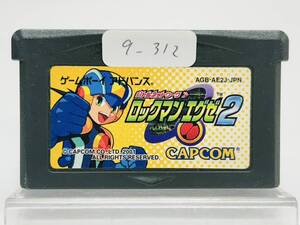 9-312
ゲームボーイ アドバンス
AGB-AE2J-JPN
バトルネットワーク
ロックマン エグゼ2
©CAPCOM CO., LTD. 2001
ALL RIGHTS RESERVED.
CAPCOM